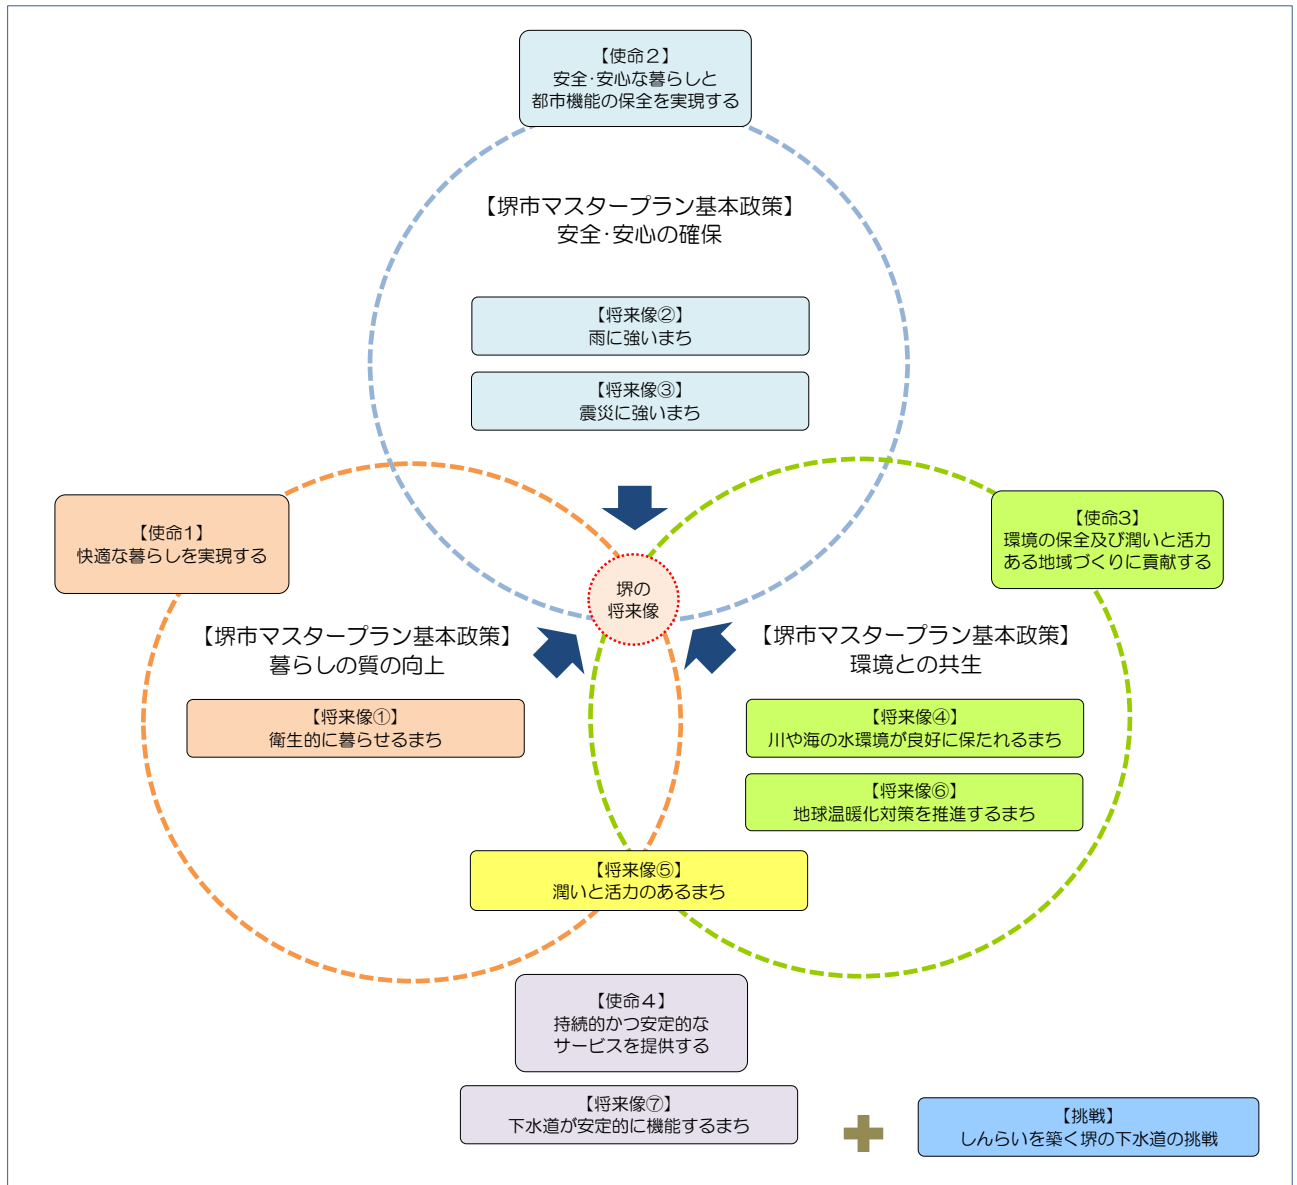 【使命２】
安全･安心な暮らしと
都市機能の保全を実現する
【堺市マスタープラン基本政策】
安全･安心の確保
【将来像②】
雨に強いまち
【将来像③】
震災に強いまち
【使命1】
快適な暮らしを実現する
【使命3】
環境の保全及び潤いと活力
ある地域づくりに貢献する
堺の
将来像
【堺市マスタープラン基本政策】
暮らしの質の向上
【堺市マスタープラン基本政策】
環境との共生
【将来像①】
衛生的に暮らせるまち
【将来像④】
川や海の水環境が良好に保たれるまち
【将来像⑥】
地球温暖化対策を推進するまち
【将来像⑤】
潤いと活力のあるまち
【使命４】
持続的かつ安定的な
サービスを提供する
【将来像⑦】
下水道が安定的に機能するまち
【挑戦】
しんらいを築く堺の下水道の挑戦